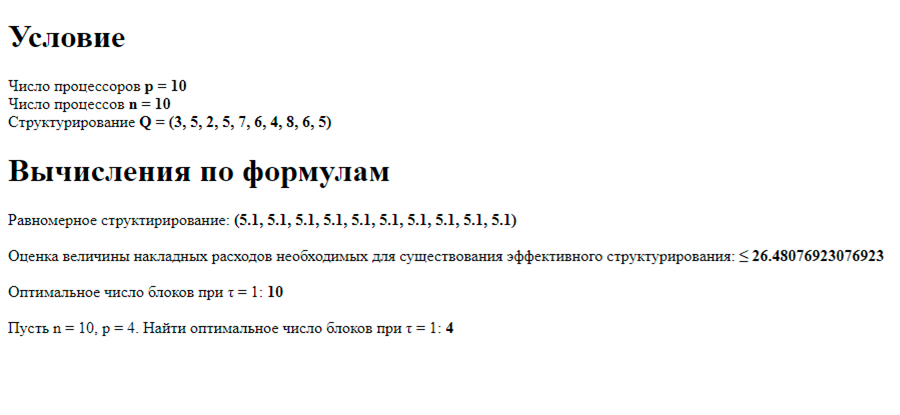 Условие
Число процессоров p = 10
Число процессов n = 10
Структурирование Q = (3, 5, 2, 5, 7, 6, 4, 8, 6, 5)
Вычисления по формулам
Равномерное структирирование: (5.1, 5.1, 5.1, 5.1, 5.1, 5.1, 5.1, 5.1, 5.1, 5.1)
Оценка величины накладных расходов необходимых для существования эффективного структурирования: ≤ 26.48076923076923
Оптимальное число блоков при τ = 1: 10
Пусть n = 10, p = 4. Найти оптимальное число блоков при τ = 1: 4